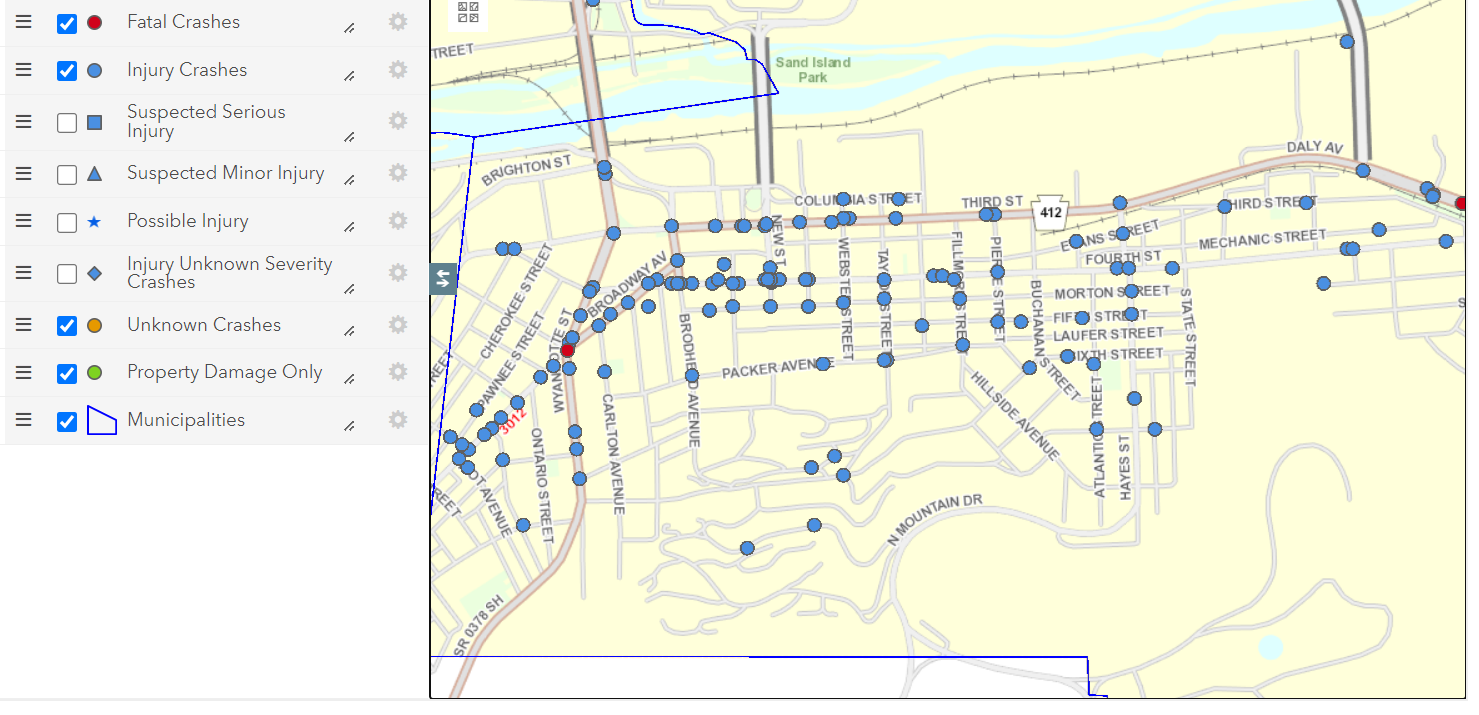 Fatal Crashes
Injury Crashes
Suspected Serious
Injury
Suspected Minor Injury
Possible Injury
Injury Unknown Severity
Crashes
Unknown Crashes
Property Damage Only
Municipalities
TREET
Sand Island
Park
BRIGHTON ST
DALY AV
COLUMBIA STREET
THIRD ST
412
THIRD STREET
EVANS STREET
MECHANIC STREET
FOURTH ST
NEW ST
WEBSTER STREET
TAYLOR STREET
FILLMORE STREET
PIERCE STREET
BUCHANAN STREET
MORTON STREET
FIFTH STREET
LAUFER STREET
SIXTH STREET
STATE STREET
CHEROKEE STREET
PAWNEE STREET
BROADWAY AV
WYANDOTTE ST
BRODHEAD AVENUE
PACKER AVENUE
HILLSIDE AVENUE
ATLANTIC STREET
HAYES ST
3012
ONTARIO STREET
CARLTON AVENUE
OT AVENUE
REET
TREET
N MOUNTAIN DR
SR 0378 SH
S